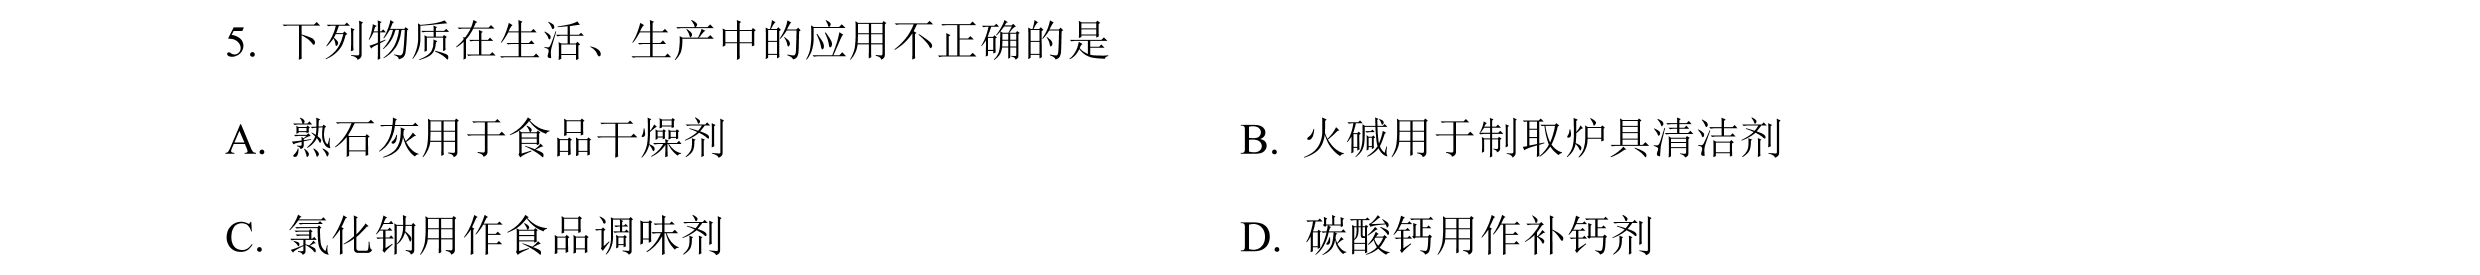 5. 下列物质在生活、生产中的应用不正确的是
A. 熟石灰用于食品干燥剂 B. 火碱用于制取炉具清洁剂
C. 氯化钠用作食品调味剂 D. 碳酸钙用作补钙剂